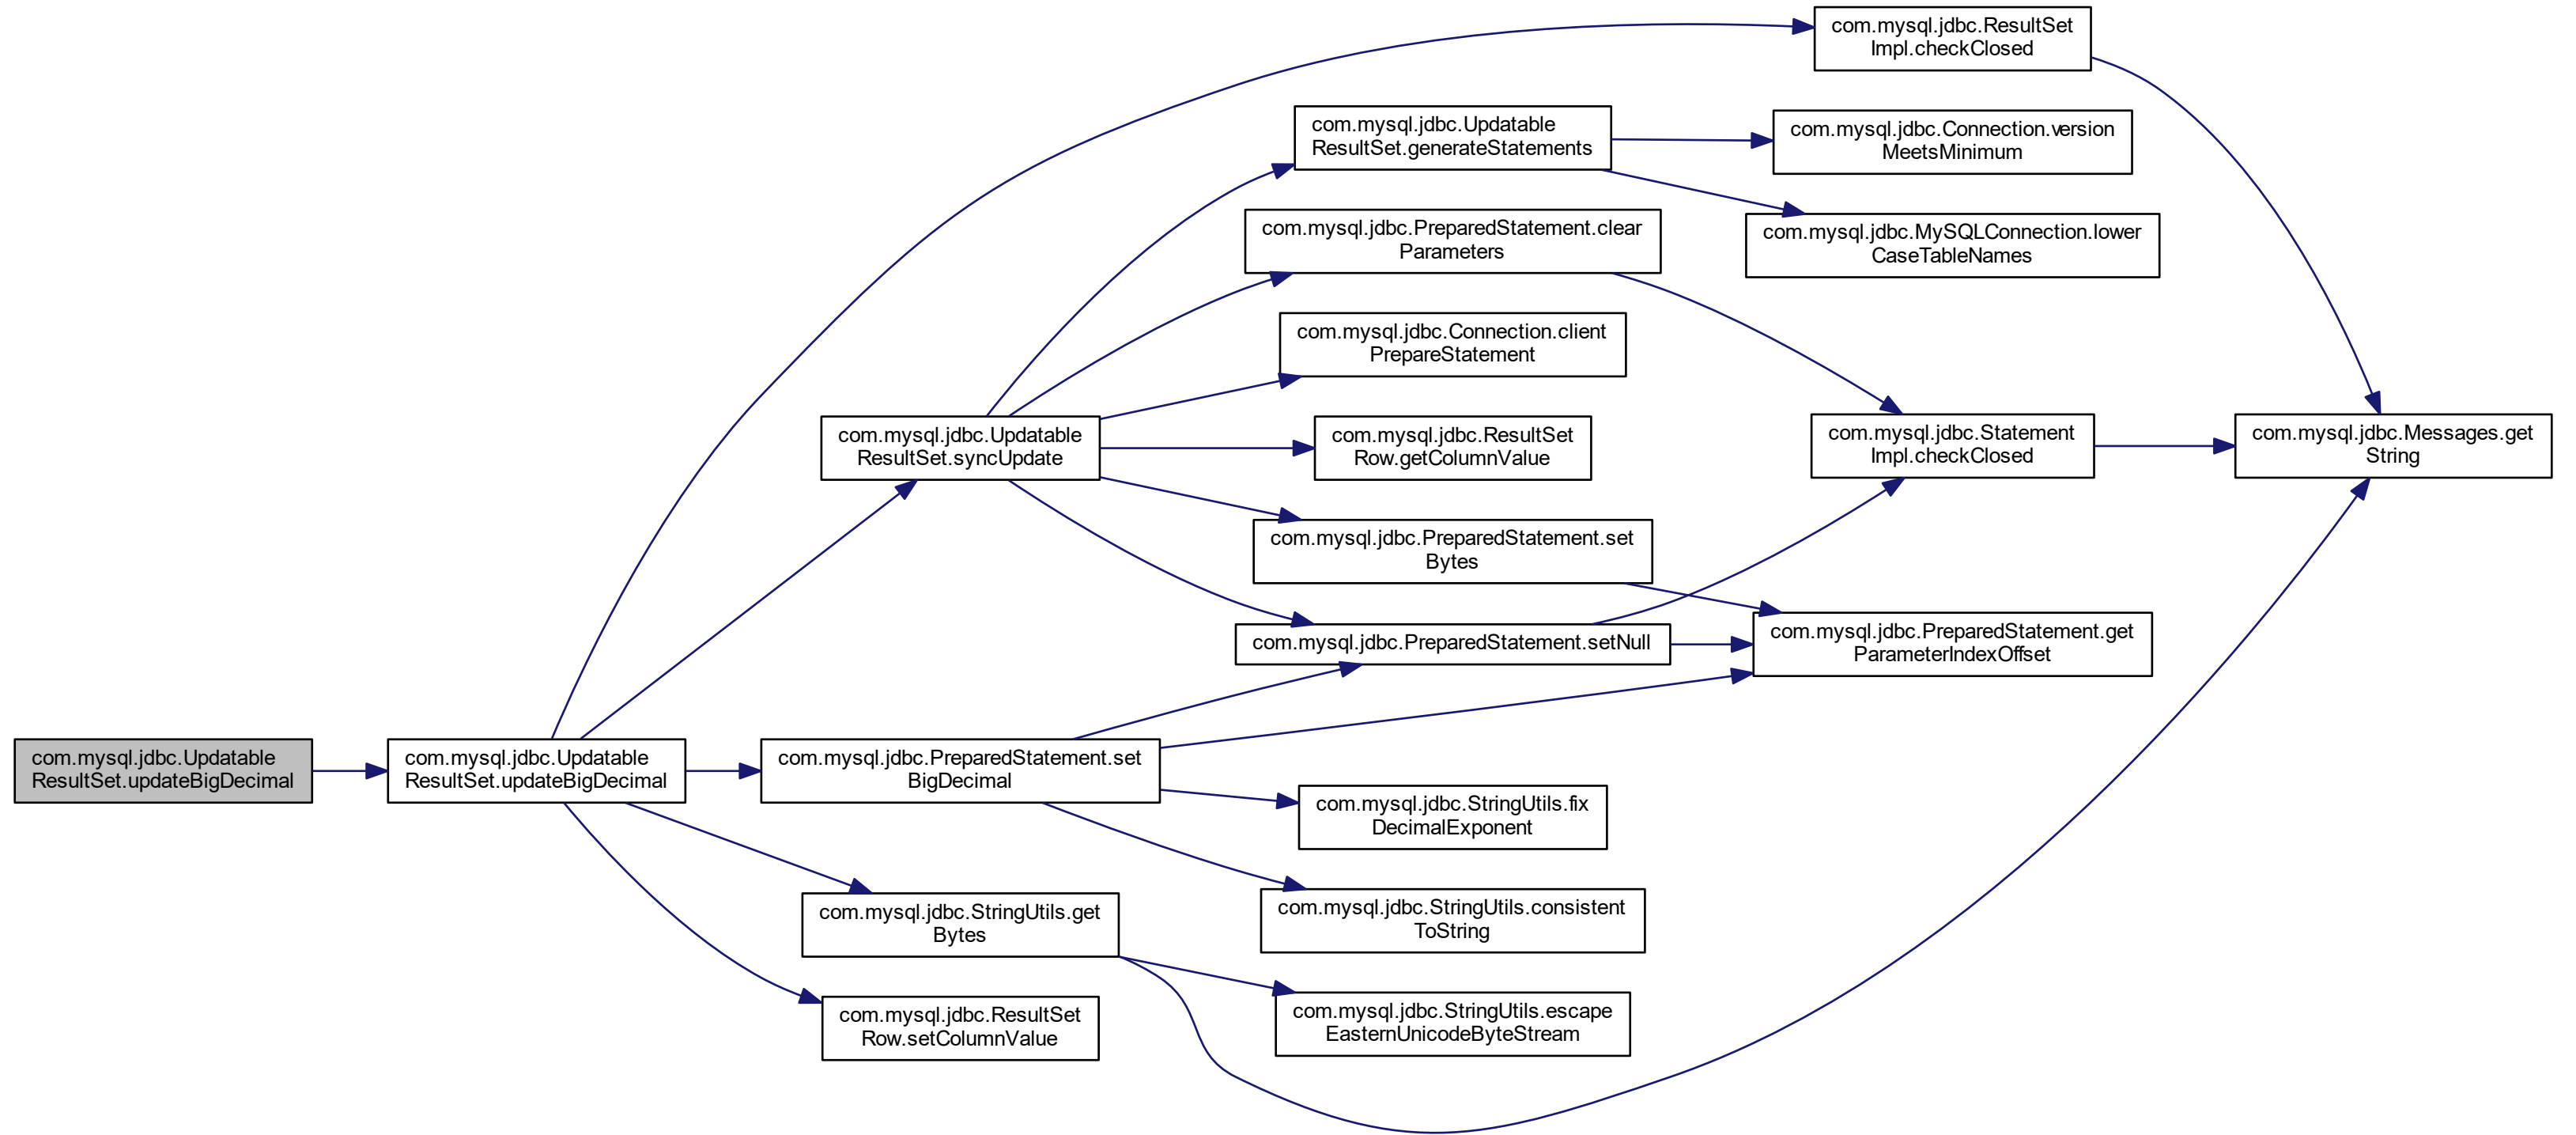 com.mysql.jdbc.ResultSet
Impl.checkClosed
com.mysql.jdbc.Updatable
ResultSet.generateStatements
com.mysql.jdbc.Connection.version
MeetsMinimum
com.mysql.jdbc.PreparedStatement.clear
Parameters
com.mysql.jdbc.MySQLConnection.lower
CaseTableNames
com.mysql.jdbc.Connection.client
PrepareStatement
com.mysql.jdbc.Updatable
ResultSet.syncUpdate
com.mysql.jdbc.ResultSet
Row.getColumnValue
com.mysql.jdbc.Statement
Impl.checkClosed
com.mysql.jdbc.Messages.get
String
com.mysql.jdbc.PreparedStatement.set
Bytes
com.mysql.jdbc.PreparedStatement.setNull
com.mysql.jdbc.PreparedStatement.get
ParameterIndexOffset
com.mysql.jdbc.Updatable
ResultSet.updateBigDecimal
com.mysql.jdbc.Updatable
ResultSet.updateBigDecimal
com.mysql.jdbc.PreparedStatement.set
BigDecimal
com.mysql.jdbc.StringUtils.fix
DecimalExponent
com.mysql.jdbc.StringUtils.get
Bytes
com.mysql.jdbc.StringUtils.consistent
ToString
com.mysql.jdbc.ResultSet
Row.setColumnValue
com.mysql.jdbc.StringUtils.escape
EasternUnicodeByteStream